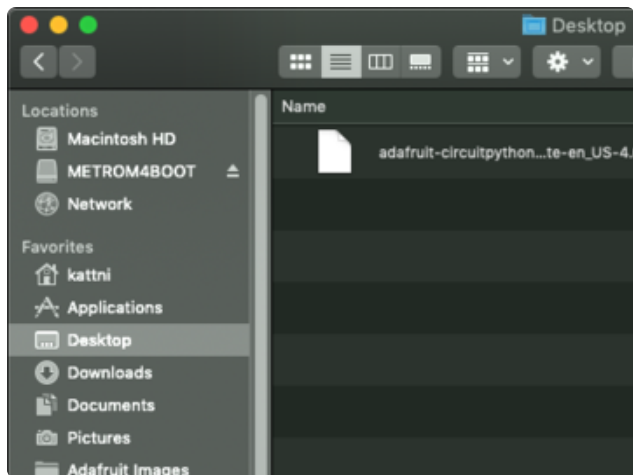 Desktop
Locations
Macintosh HD
METROM4BOOT
Network
Favorites
kattni
Applications
Desktop
Downloads
Documents
Pictures
Adafruit Images
Name
adafruit-circuitpython...te-en_US-4.